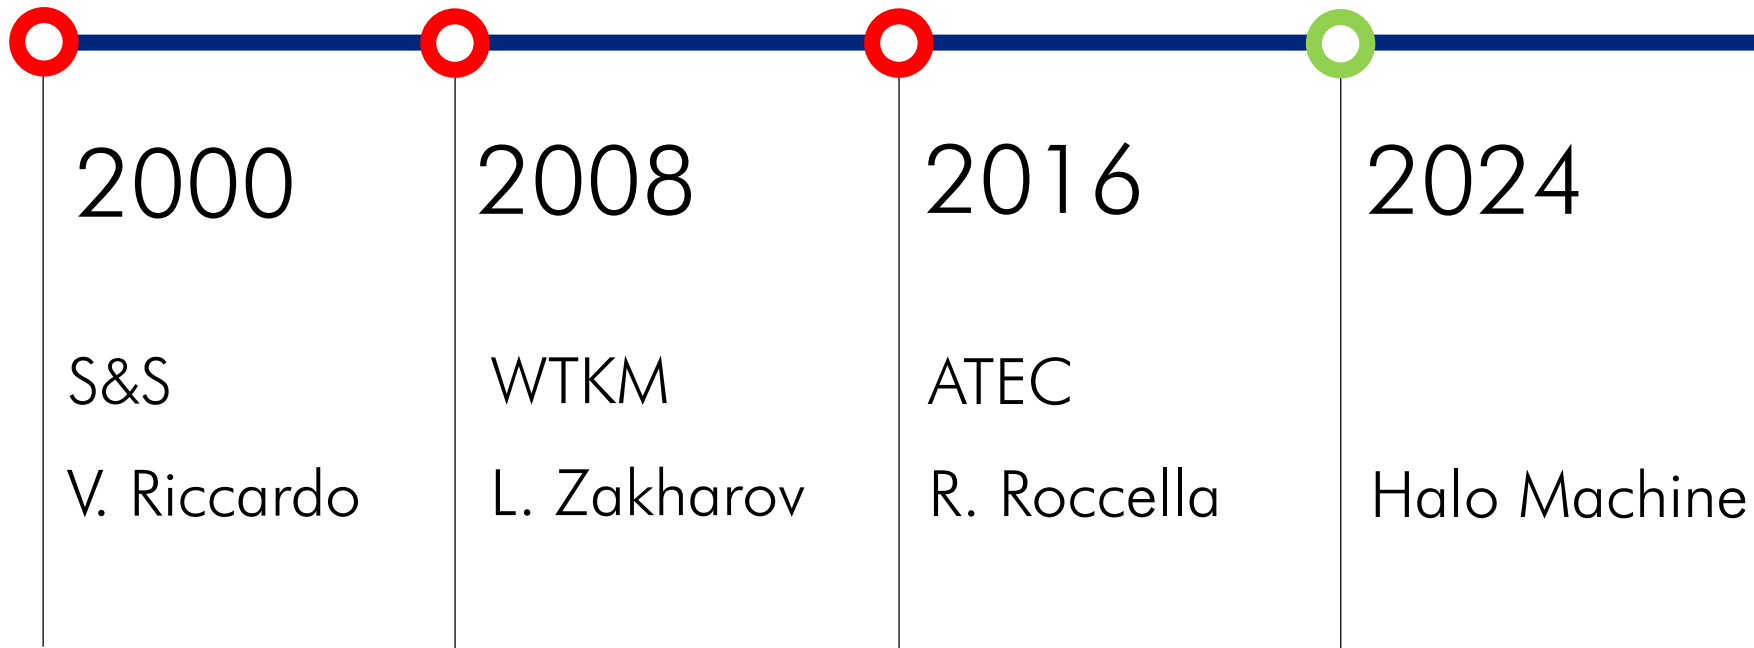 2000
S&S
V. Riccardo
2008
WTKM
L. Zakharov
2016
ATEC
R. Roccella
2024
Halo Machine